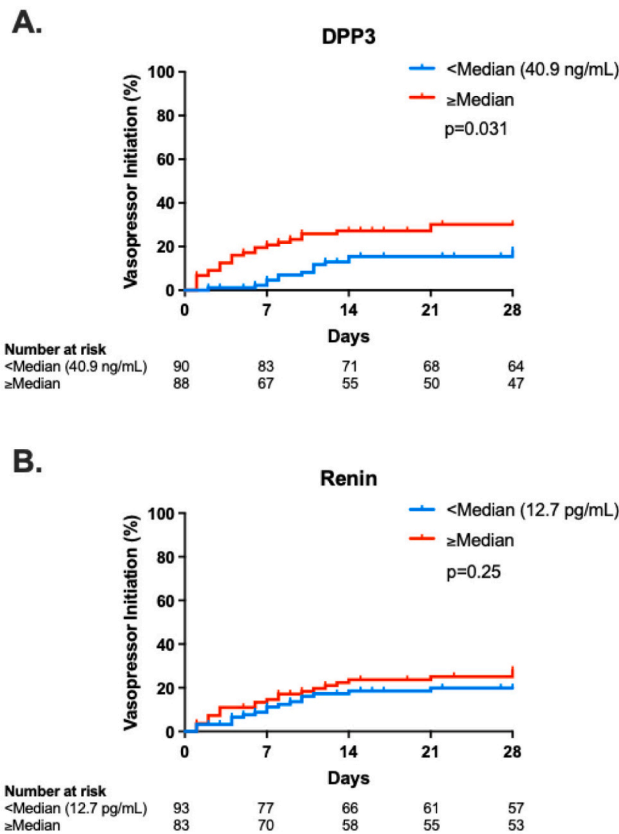 A.
DPP3
<Median (40.9 ng/mL)
≥Median
p=0.031
Vasopressor Initiation (%)
100
80
60
40
20
0
0 7 14 21 28
Days
Number at risk
<Median (40.9 ng/mL) 90 83 71 68 64
≥Median 88 67 55 50 47
B.
Renin
<Median (12.7 pg/mL)
≥Median
p=0.25
Vasopressor Initiation (%)
100
80
60
40
20
0
0 7 14 21 28
Days
Number at risk
<Median (12.7 pg/mL) 93 77 66 61 57
≥Median 83 70 58 55 53